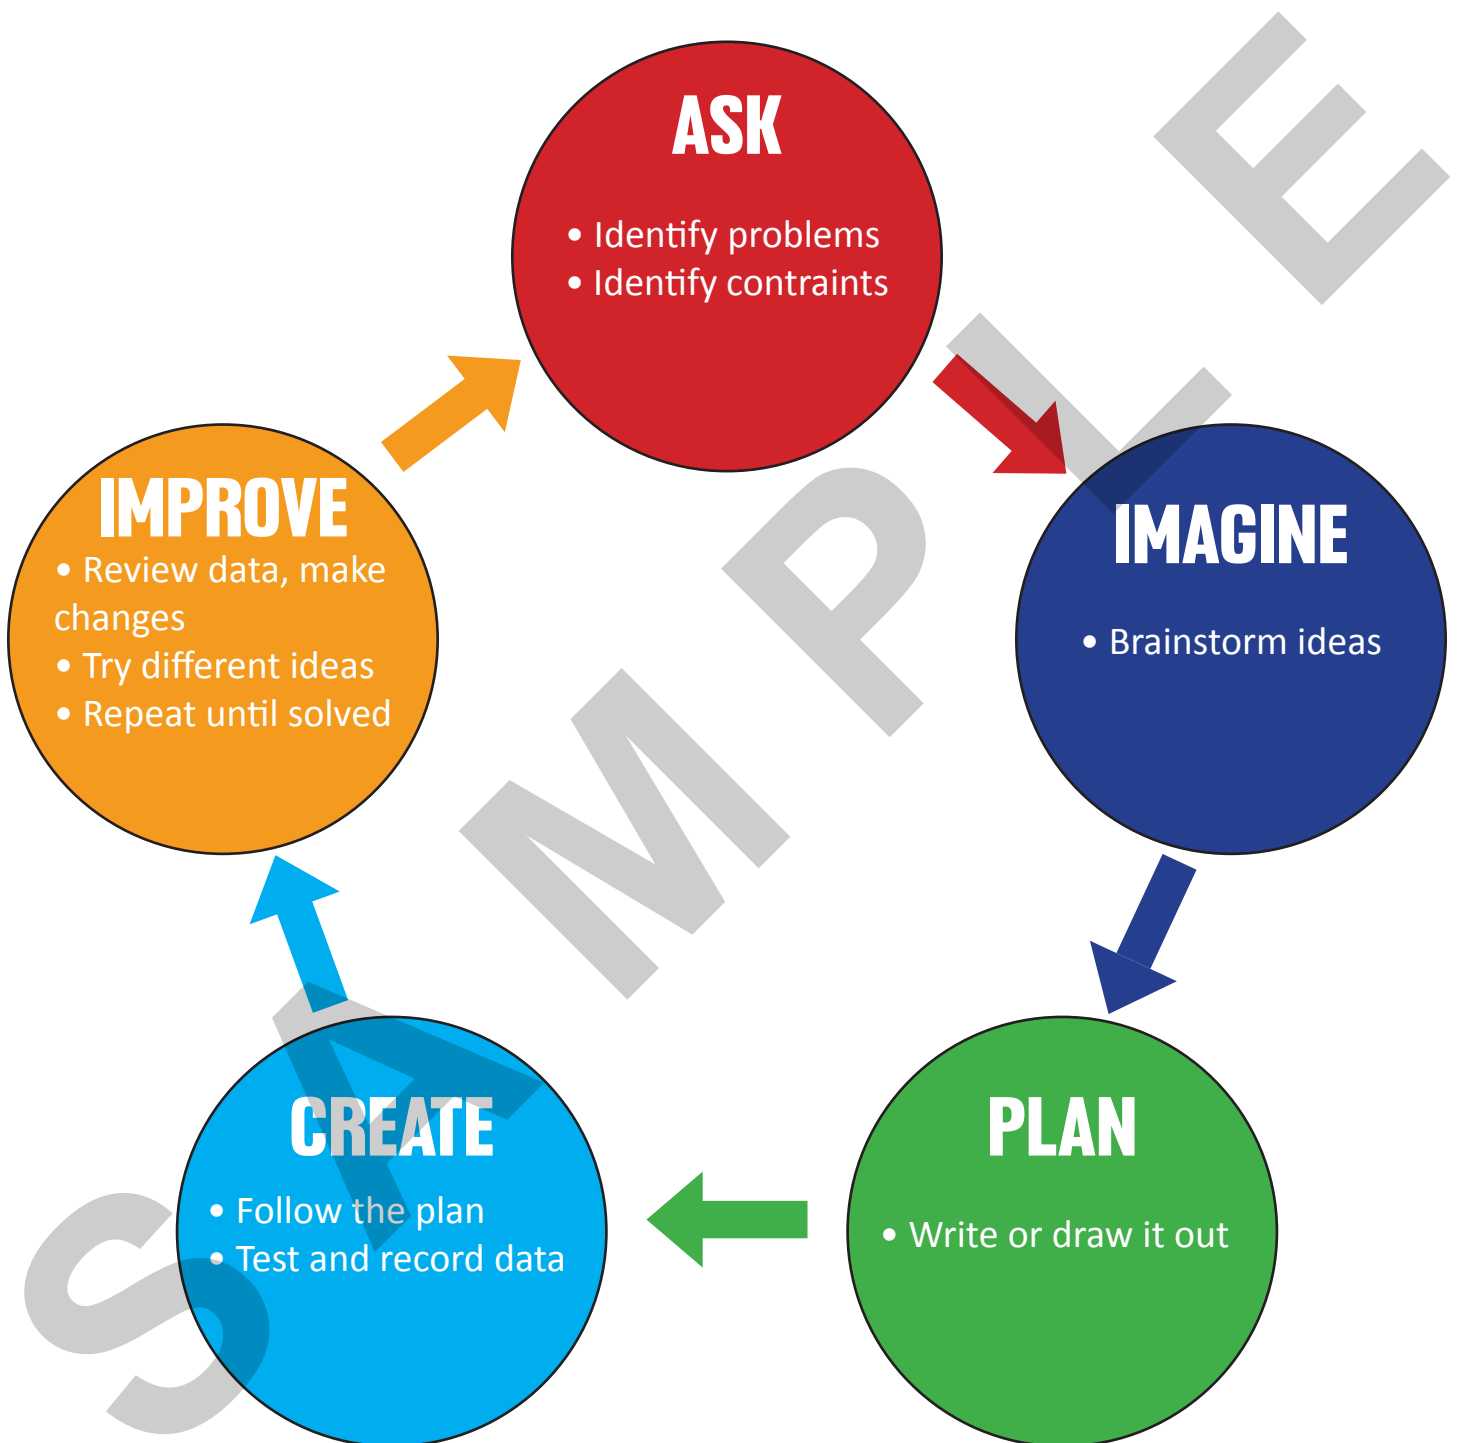 ASK
• Identify problems
• Identify contraints
IMAGINE
• Brainstorm ideas
PLAN
• Write or draw it out
CREATE
• Follow the plan
• Test and record data
IMPROVE
• Review data, make
changes
• Try different ideas
• Repeat until solved
SAMPLE